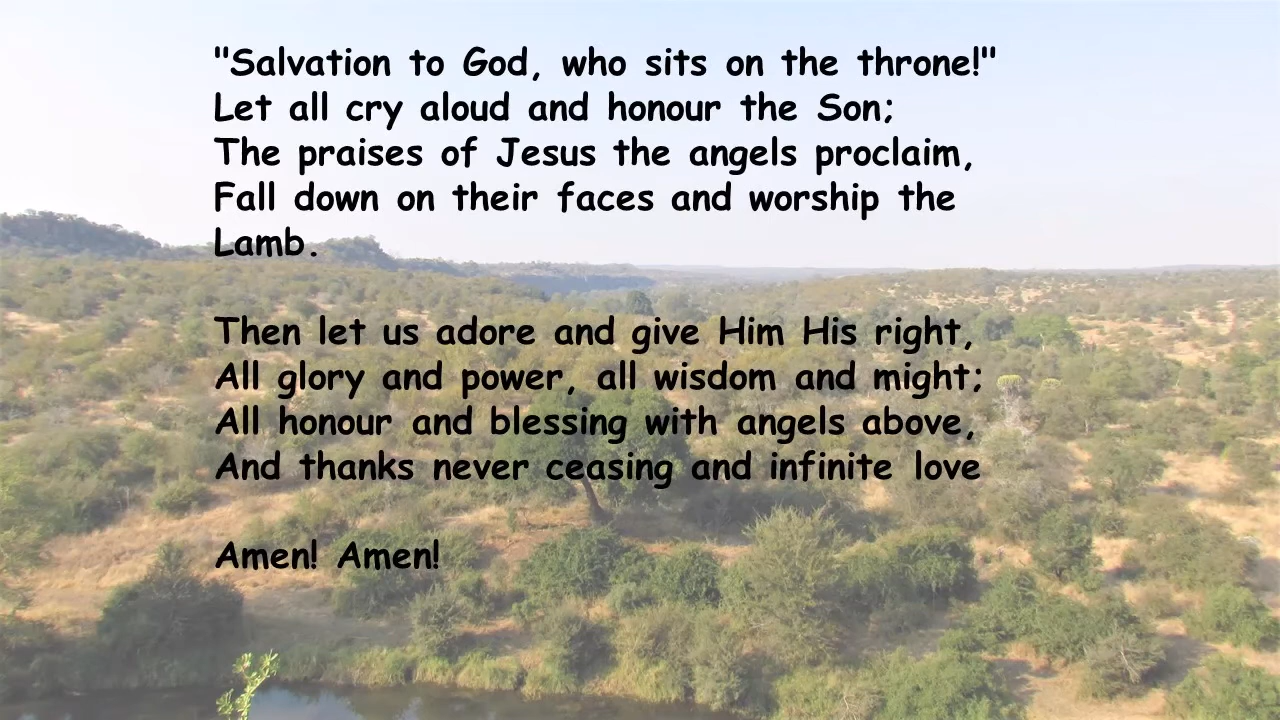 "Salvation to God, who sits on the throne!"
Let all cry aloud and honour the Son;
The praises of Jesus the angels proclaim,
Fall down on their faces and worship the
Lamb.
Then let us adore and give Him His right,
All glory and power, all wisdom and might;
All honour and blessing with angels above,
And thanks never ceasing and infinite love
Amen! Amen!